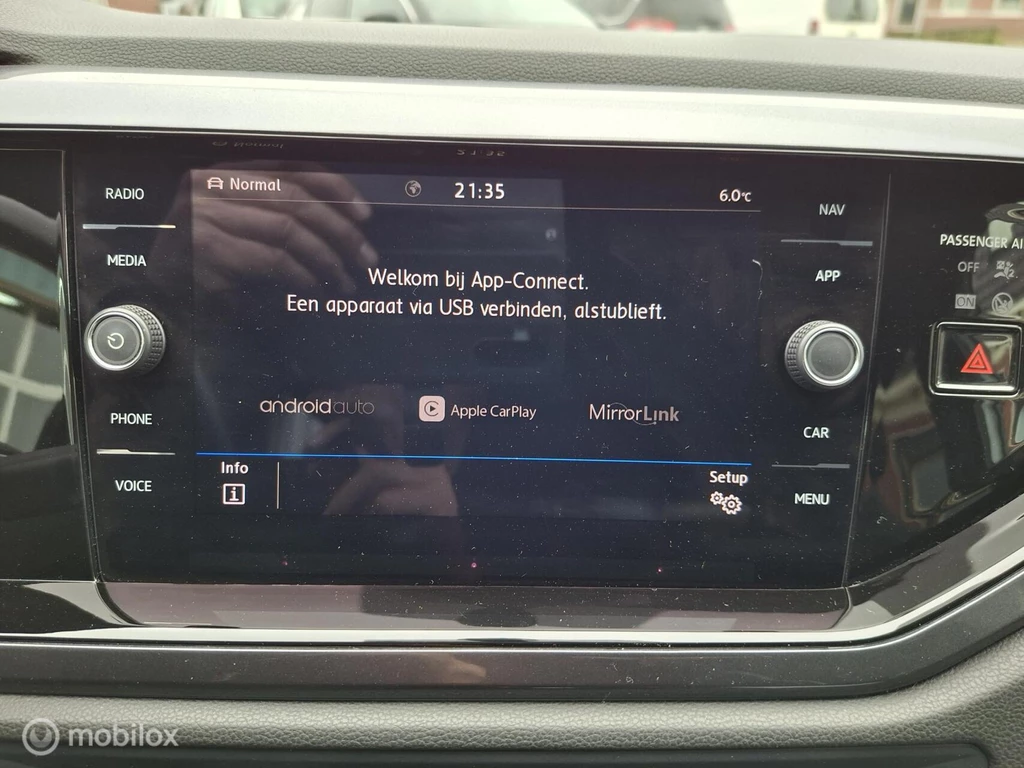 RADIO
MEDIA
PHONE
VOICE
Normal
21:35
6.0°C
Welkom bij App-Connect.
Een apparaat via USB verbinden, alstublieft.
androidauto
Apple CarPlay
MirrorLink
Info
Setup
NAV
APP
CAR
MENU
PASSENGER AI
OFF
ON
mobilox